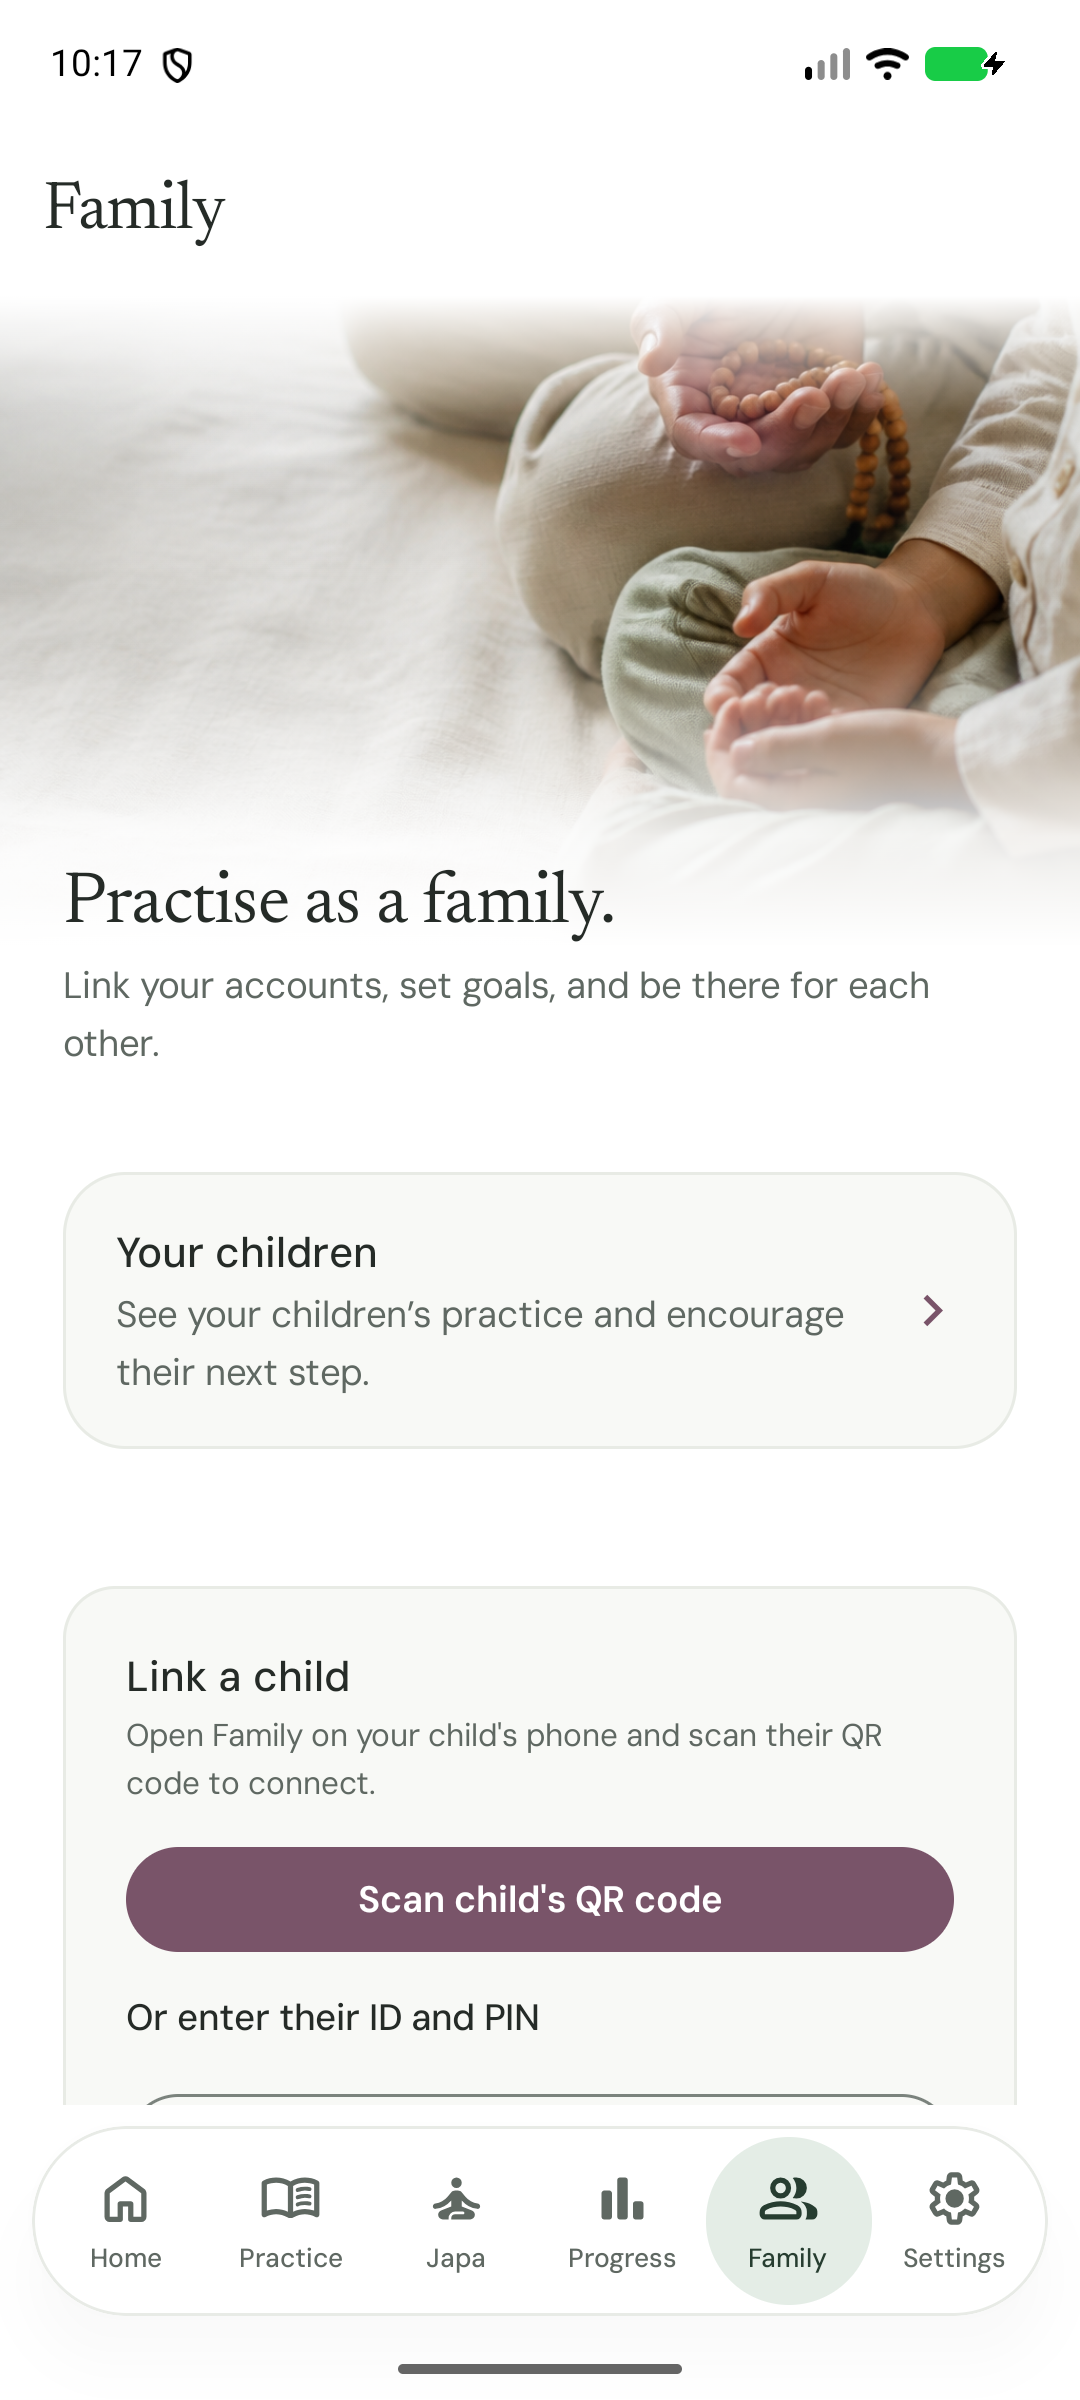 10:17
Family
Practise as a family.
Link your accounts, set goals, and be there for each
other.
Your children
See your children’s practice and encourage
their next step.
Link a child
Open Family on your child's phone and scan their QR
code to connect.
Scan child's QR code
Or enter their ID and PIN
Home
Practice
Japa
Progress
Family
Settings